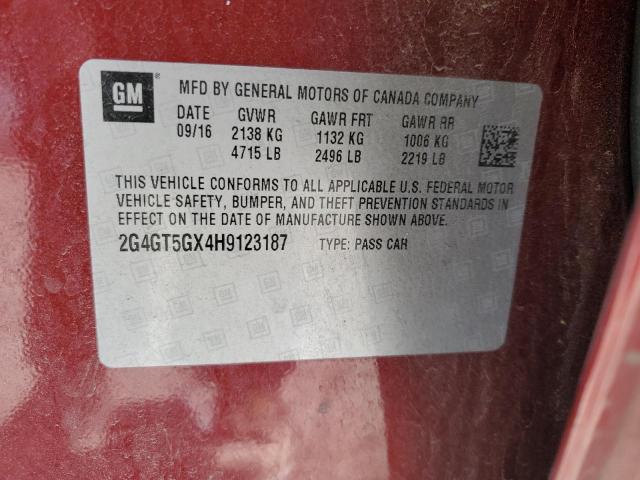 GM
MFD BY GENERAL MOTORS OF CANADA COMPANY
DATE GVWR GAWR FRT GAWR RR
09/16 2138 KG 1132 KG 1006 KG
4715 LB 2496 LB 2219 LB
THIS VEHICLE CONFORMS TO ALL APPLICABLE U.S. FEDERAL MOTOR
VEHICLE SAFETY, BUMPER, AND THEFT PREVENTION STANDARDS IN
EFFECT ON THE DATE OF MANUFACTURE SHOWN ABOVE.
2G4GT5GX4H9123187 TYPE: PASS CAR